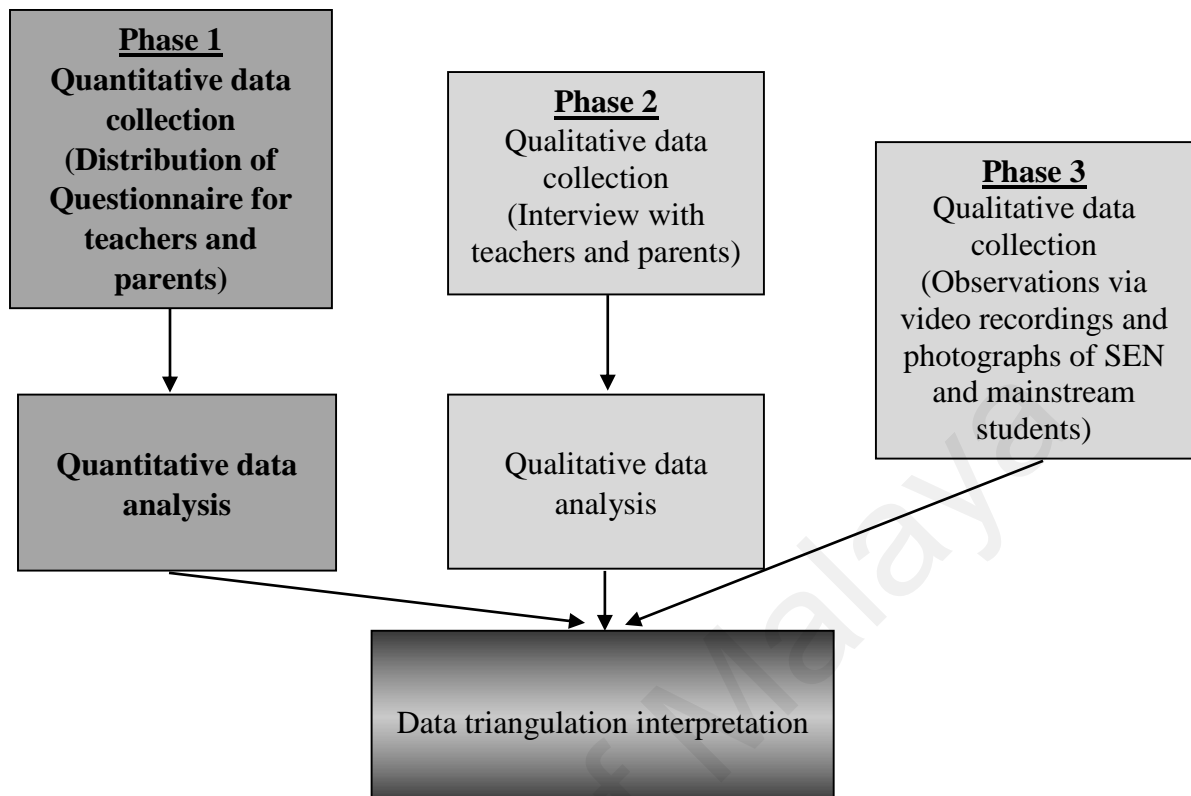 Phase 1
Quantitative data
collection
(Distribution of
Questionnaire for
teachers and
parents)
Phase 2
Qualitative data
collection
(Interview with
teachers and parents)
Phase 3
Qualitative data
collection
(Observations via
video recordings and
photographs of SEN
and mainstream
students)
Quantitative data
analysis
Qualitative data
analysis
Data triangulation interpretation
of Malaya